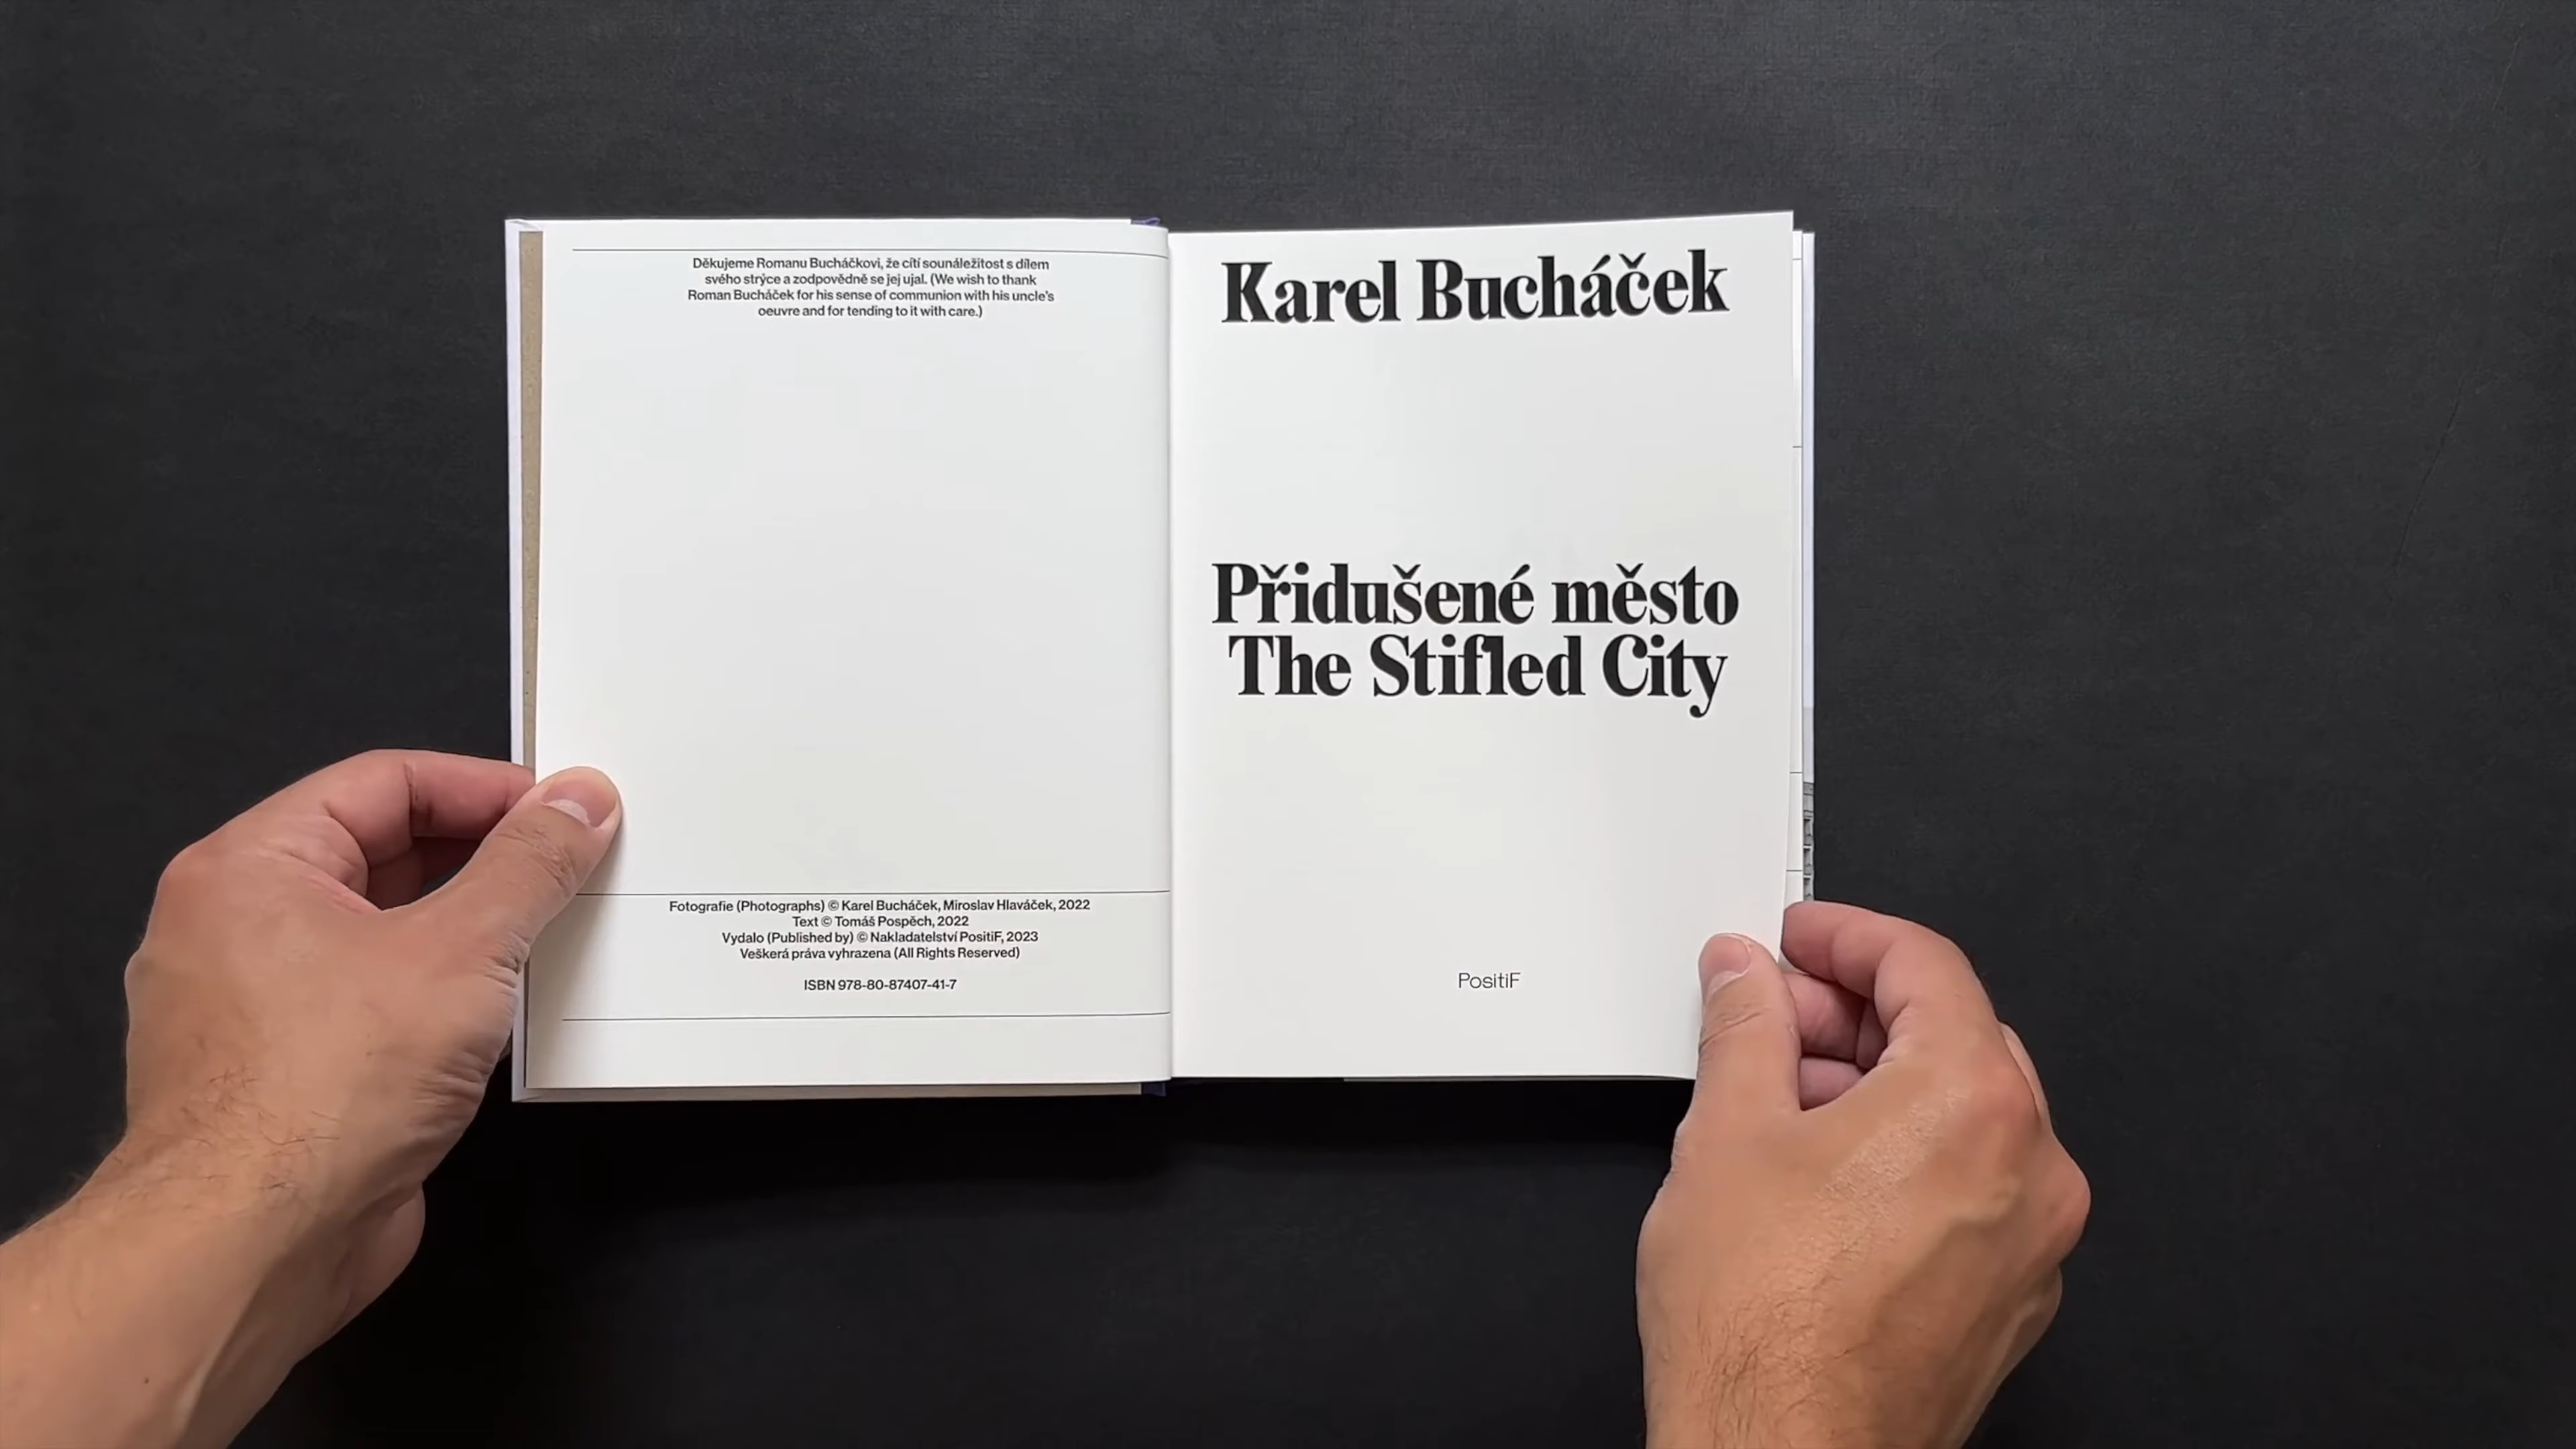 Děkujeme Romanu Bucháčkovi, že cítí sounáležitost s dílem
svého strýce a zodpovědně se jej ujal. (We wish to thank
Roman Bucháček for his sense of communion with his uncle's
oeuvre and for tending to it with care.)
Fotografie (Photographs) © Karel Bucháček, Miroslav Hlaváček, 2022
Text © Tomáš Pospěch, 2022
Vydalo (Published by) © Nakladatelství PositiF, 2023
Veškerá práva vyhrazena (All Rights Reserved)
ISBN 978-80-87407-41-7
Karel Bucháček
Přidušené město
The Stifled City
PositiF